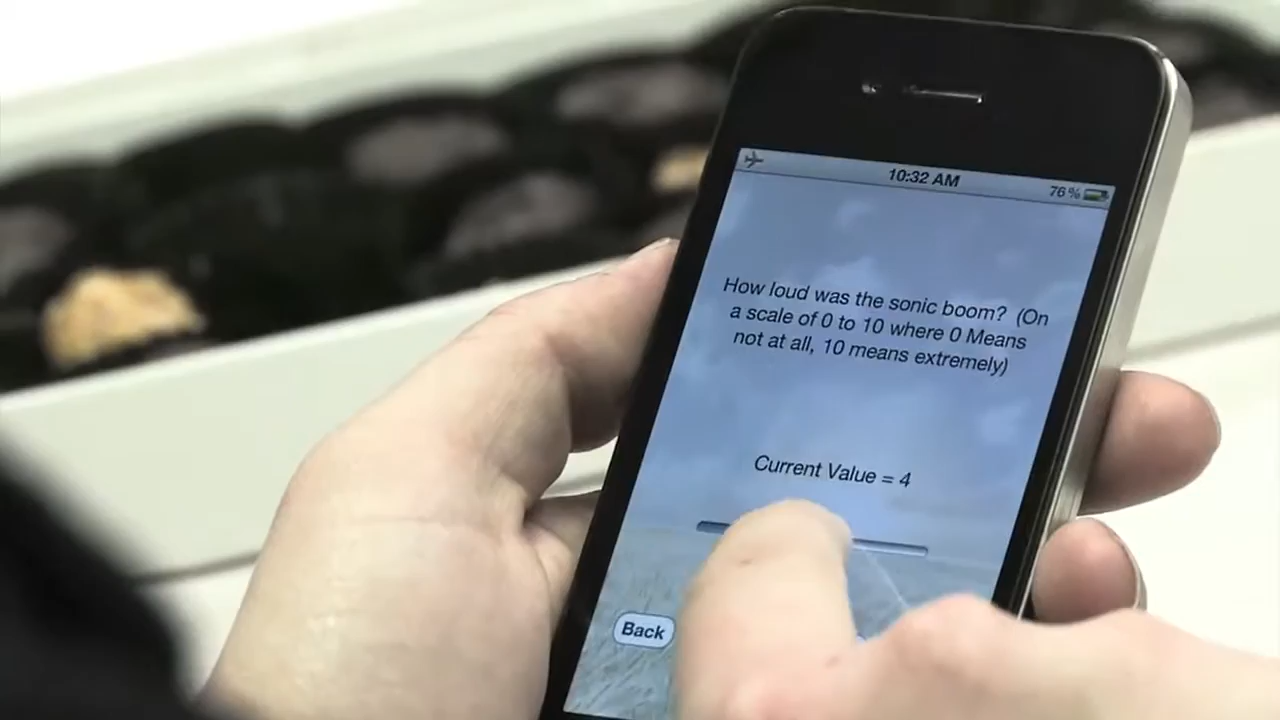 10:32 AM
76%
How loud was the sonic boom? (On
a scale of 0 to 10 where 0 Means
not at all, 10 means extremely)
Current Value = 4
Back